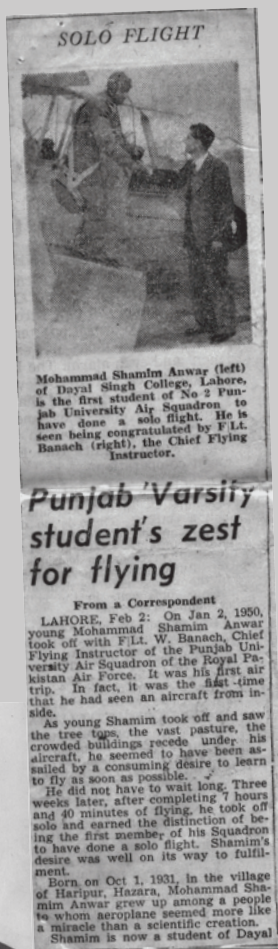 SOLO FLIGHT
Mohammad Shamim Anwar (left)
of Dayal Singh College, Lahore,
is the first student of No 2 Pun-
jab University Air Squadron to
have done a solo flight. He is
seen being congratulated by F|Lt.
Banach (right), the Chief Flying
Instructor.
Punjab 'Varsity
student's zest
for flying
From a Correspondent
LAHORE, Feb 2: On Jan 2, 1950,
young Mohammad Shamim Anwar
took off with F|Lt. W. Banach, Chief
Flying Instructor of the Punjab Uni-
versity Air Squadron of the Royal Pa-
kistan Air Force. It was his first air
trip. In fact, it was the first time
that he had seen an aircraft from in-
side.
As young Shamim took off and saw
the tree tops, the vast pasture, the
crowded buildings recede under his
aircraft, he seemed to have been as-
sailed by a consuming desire to learn
to fly as soon as possible.
He did not have to wait long. Three
weeks later, after completing 7 hours
and 40 minutes of flying, he took off
solo and earned the distinction of be-
ing the first member of his Squadron
to have done a solo flight. Shamim's
desire was well on its way to fulfil-
ment.
Born on Oct 1, 1931, in the village
of Haripur, Hazara, Mohammad Sha-
mim Anwar grew up among a people
to whom aeroplane seemed more like
a miracle than a scientific creation.
Shamim is now a student of Dayal